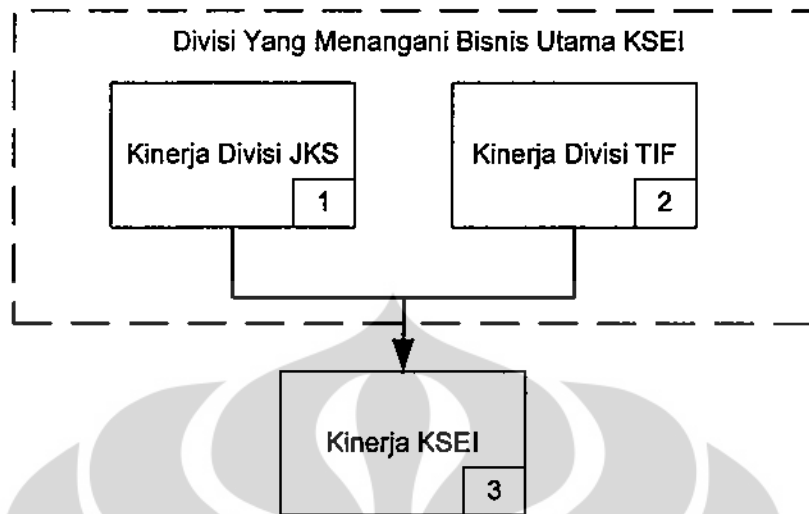 Divisi Yang Menangani Bisnis Utama KSEI
Kinerja Divisi JKS
1
Kinerja Divisi TIF
2
Kinerja KSEI
3